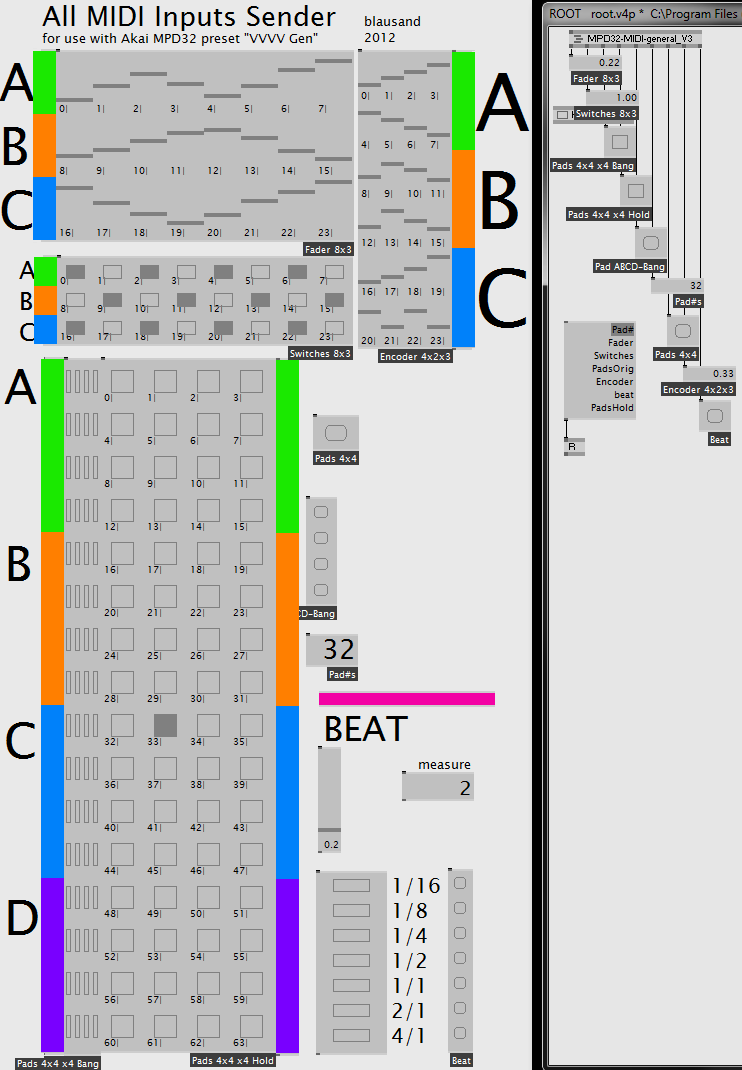 All MIDI Inputs Sender
for use with Akai MPD32 preset "VVVV Gen"
blausand
2012
A
B
C
0| 1| 2| 3| 4| 5| 6| 7|
8| 9| 10| 11| 12| 13| 14| 15|
16| 17| 18| 19| 20| 21| 22| 23|
Fader 8x3
A
B
C
0| 1| 2| 3| 4| 5| 6| 7|
8| 9| 10| 11| 12| 13| 14| 15|
16| 17| 18| 19| 20| 21| 22| 23|
Switches 8x3
0| 1| 2| 3|
4| 5| 6| 7|
8| 9| 10| 11|
12| 13| 14| 15|
16| 17| 18| 19|
20| 21| 22| 23|
Encoder 4x2x3
A
B
C
A
B
C
D
0| 1| 2| 3|
4| 5| 6| 7|
8| 9| 10| 11|
12| 13| 14| 15|
16| 17| 18| 19|
20| 21| 22| 23|
24| 25| 26| 27|
28| 29| 30| 31|
32| 33| 34| 35|
36| 37| 38| 39|
40| 41| 42| 43|
44| 45| 46| 47|
48| 49| 50| 51|
52| 53| 54| 55|
56| 57| 58| 59|
60| 61| 62| 63|
Pads 4x4 x4 Bang
Pads 4x4 x4 Hold
Pads 4x4
CD-Bang
32
Pad#s
BEAT
measure
2
0.2
1/16
1/8
1/4
1/2
1/1
2/1
4/1
Beat
ROOT root.v4p * C:\Program Files
MPD32-MIDI-general_V3
0.22
Fader 8x3
1.00
Switches 8x3
Pads 4x4 x4 Bang
Pads 4x4 x4 Hold
Pad ABCD-Bang
32
Pad#s
Pads 4x4
0.33
Encoder 4x2x3
Beat
Pad#
Fader
Switches
PadsOrig
Encoder
beat
PadsHold
R